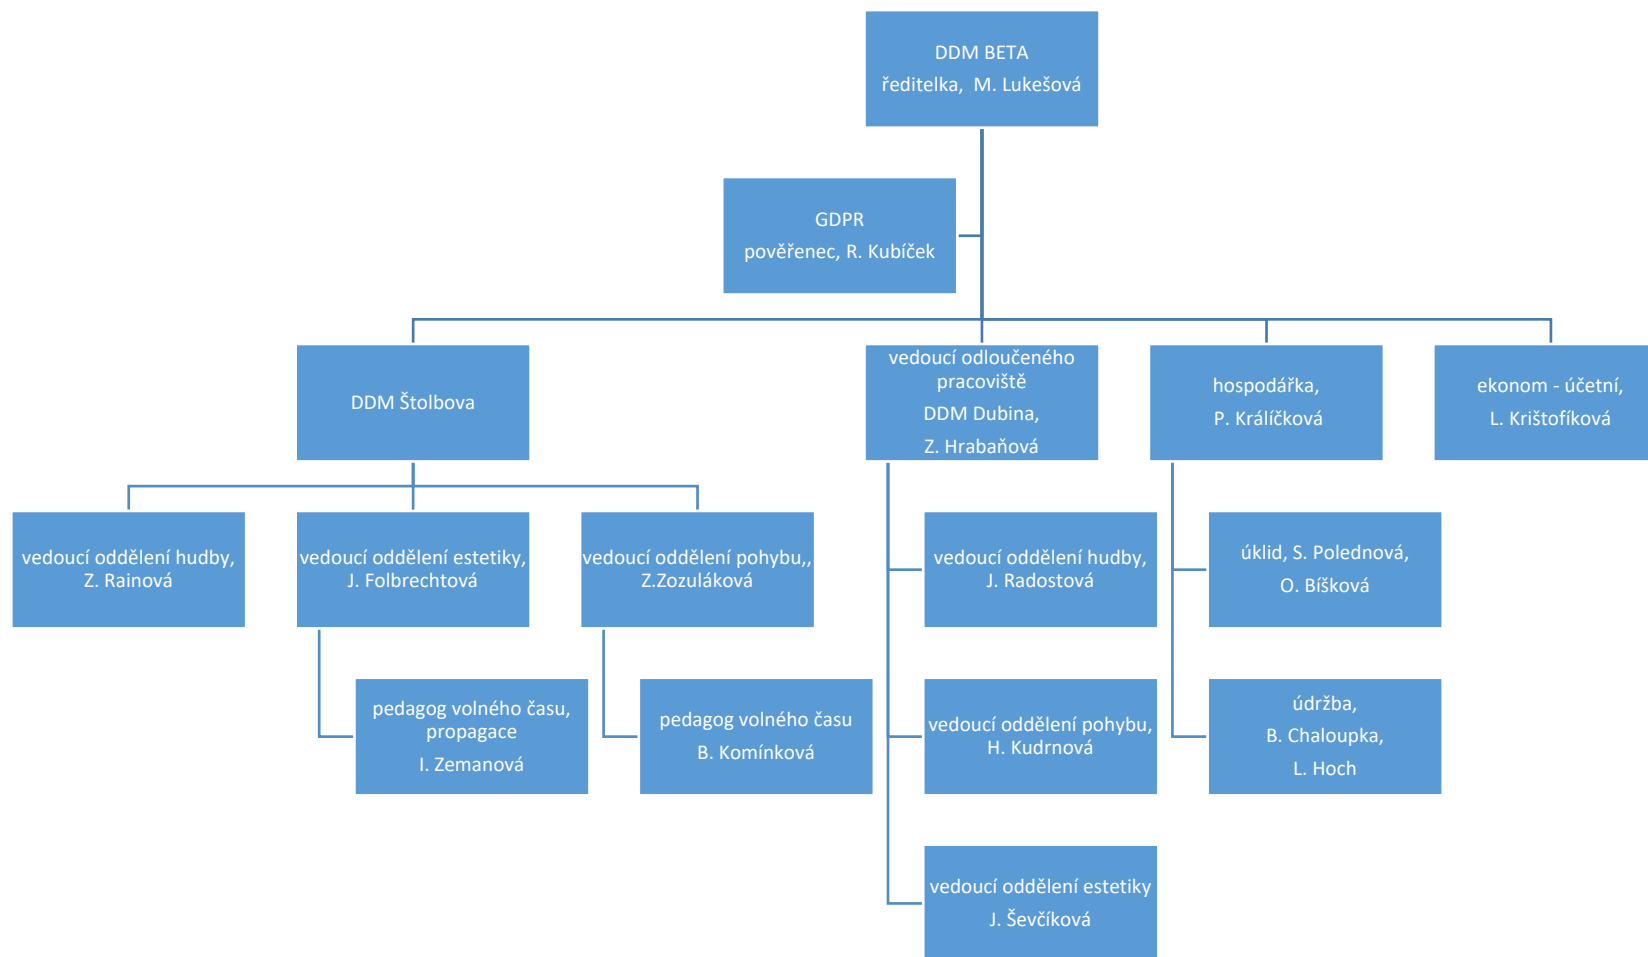 DDM BETA
ředitelka,  M. Lukešová
GDPR
pověřenec, R. Kubíček
DDM Štolbova
vedoucí odloučeného
pracoviště
DDM Dubina,
Z. Hrabaňová
hospodářka,
P. Králíčková
ekonom - účetní,
L. Krištofíková
vedoucí oddělení hudby,
Z. Rainová
vedoucí oddělení estetiky,
J. Folbrechtová
vedoucí oddělení pohybu,,
Z.Zozuláková
vedoucí oddělení hudby,
J. Radostová
úklid, S. Polednová,
O. Bíšková
pedagog volného času,
propagace
I. Zemanová
pedagog volného času
B. Komínková
vedoucí oddělení pohybu,
H. Kudrnová
údržba,
B. Chaloupka,
L. Hoch
vedoucí oddělení estetiky
J. Ševčíková